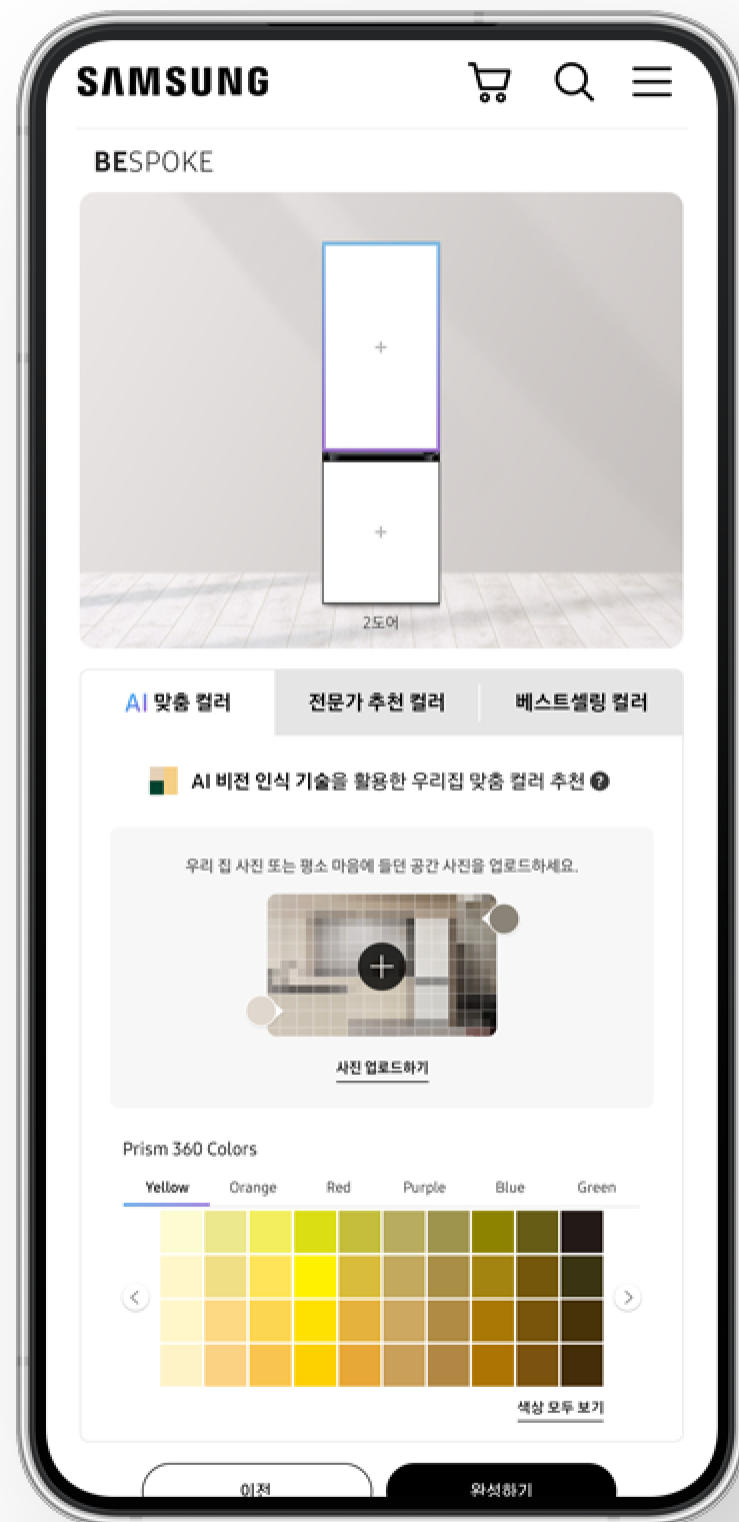 SAMSUNG
BESPOKE
2도어
AI 맞춤 컬러
전문가 추천 컬러
베스트셀링 컬러
AI 비전 인식 기술을 활용한 우리집 맞춤 컬러 추천 ?
우리 집 사진 또는 평소 마음에 들던 공간 사진을 업로드하세요.
사진 업로드하기
Prism 360 Colors
Yellow Orange Red Purple Blue Green
색상 모두 보기
이전
완성하기